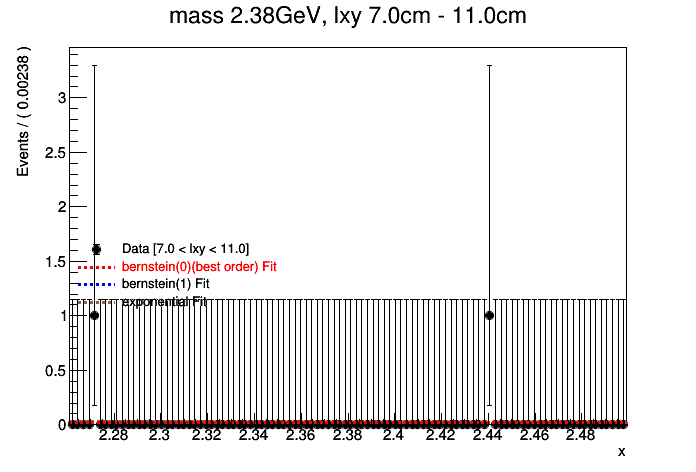 mass 2.38GeV, lxy 7.0cm - 11.0cm
Events / ( 0.00238 )
3
2.5
2
1.5
1
0.5
0
Data [7.0 < lxy < 11.0]
bernstein(0)(best order) Fit
bernstein(1) Fit
exponential Fit
2.28 2.3 2.32 2.34 2.36 2.38 2.4 2.42 2.44 2.46 2.48
x